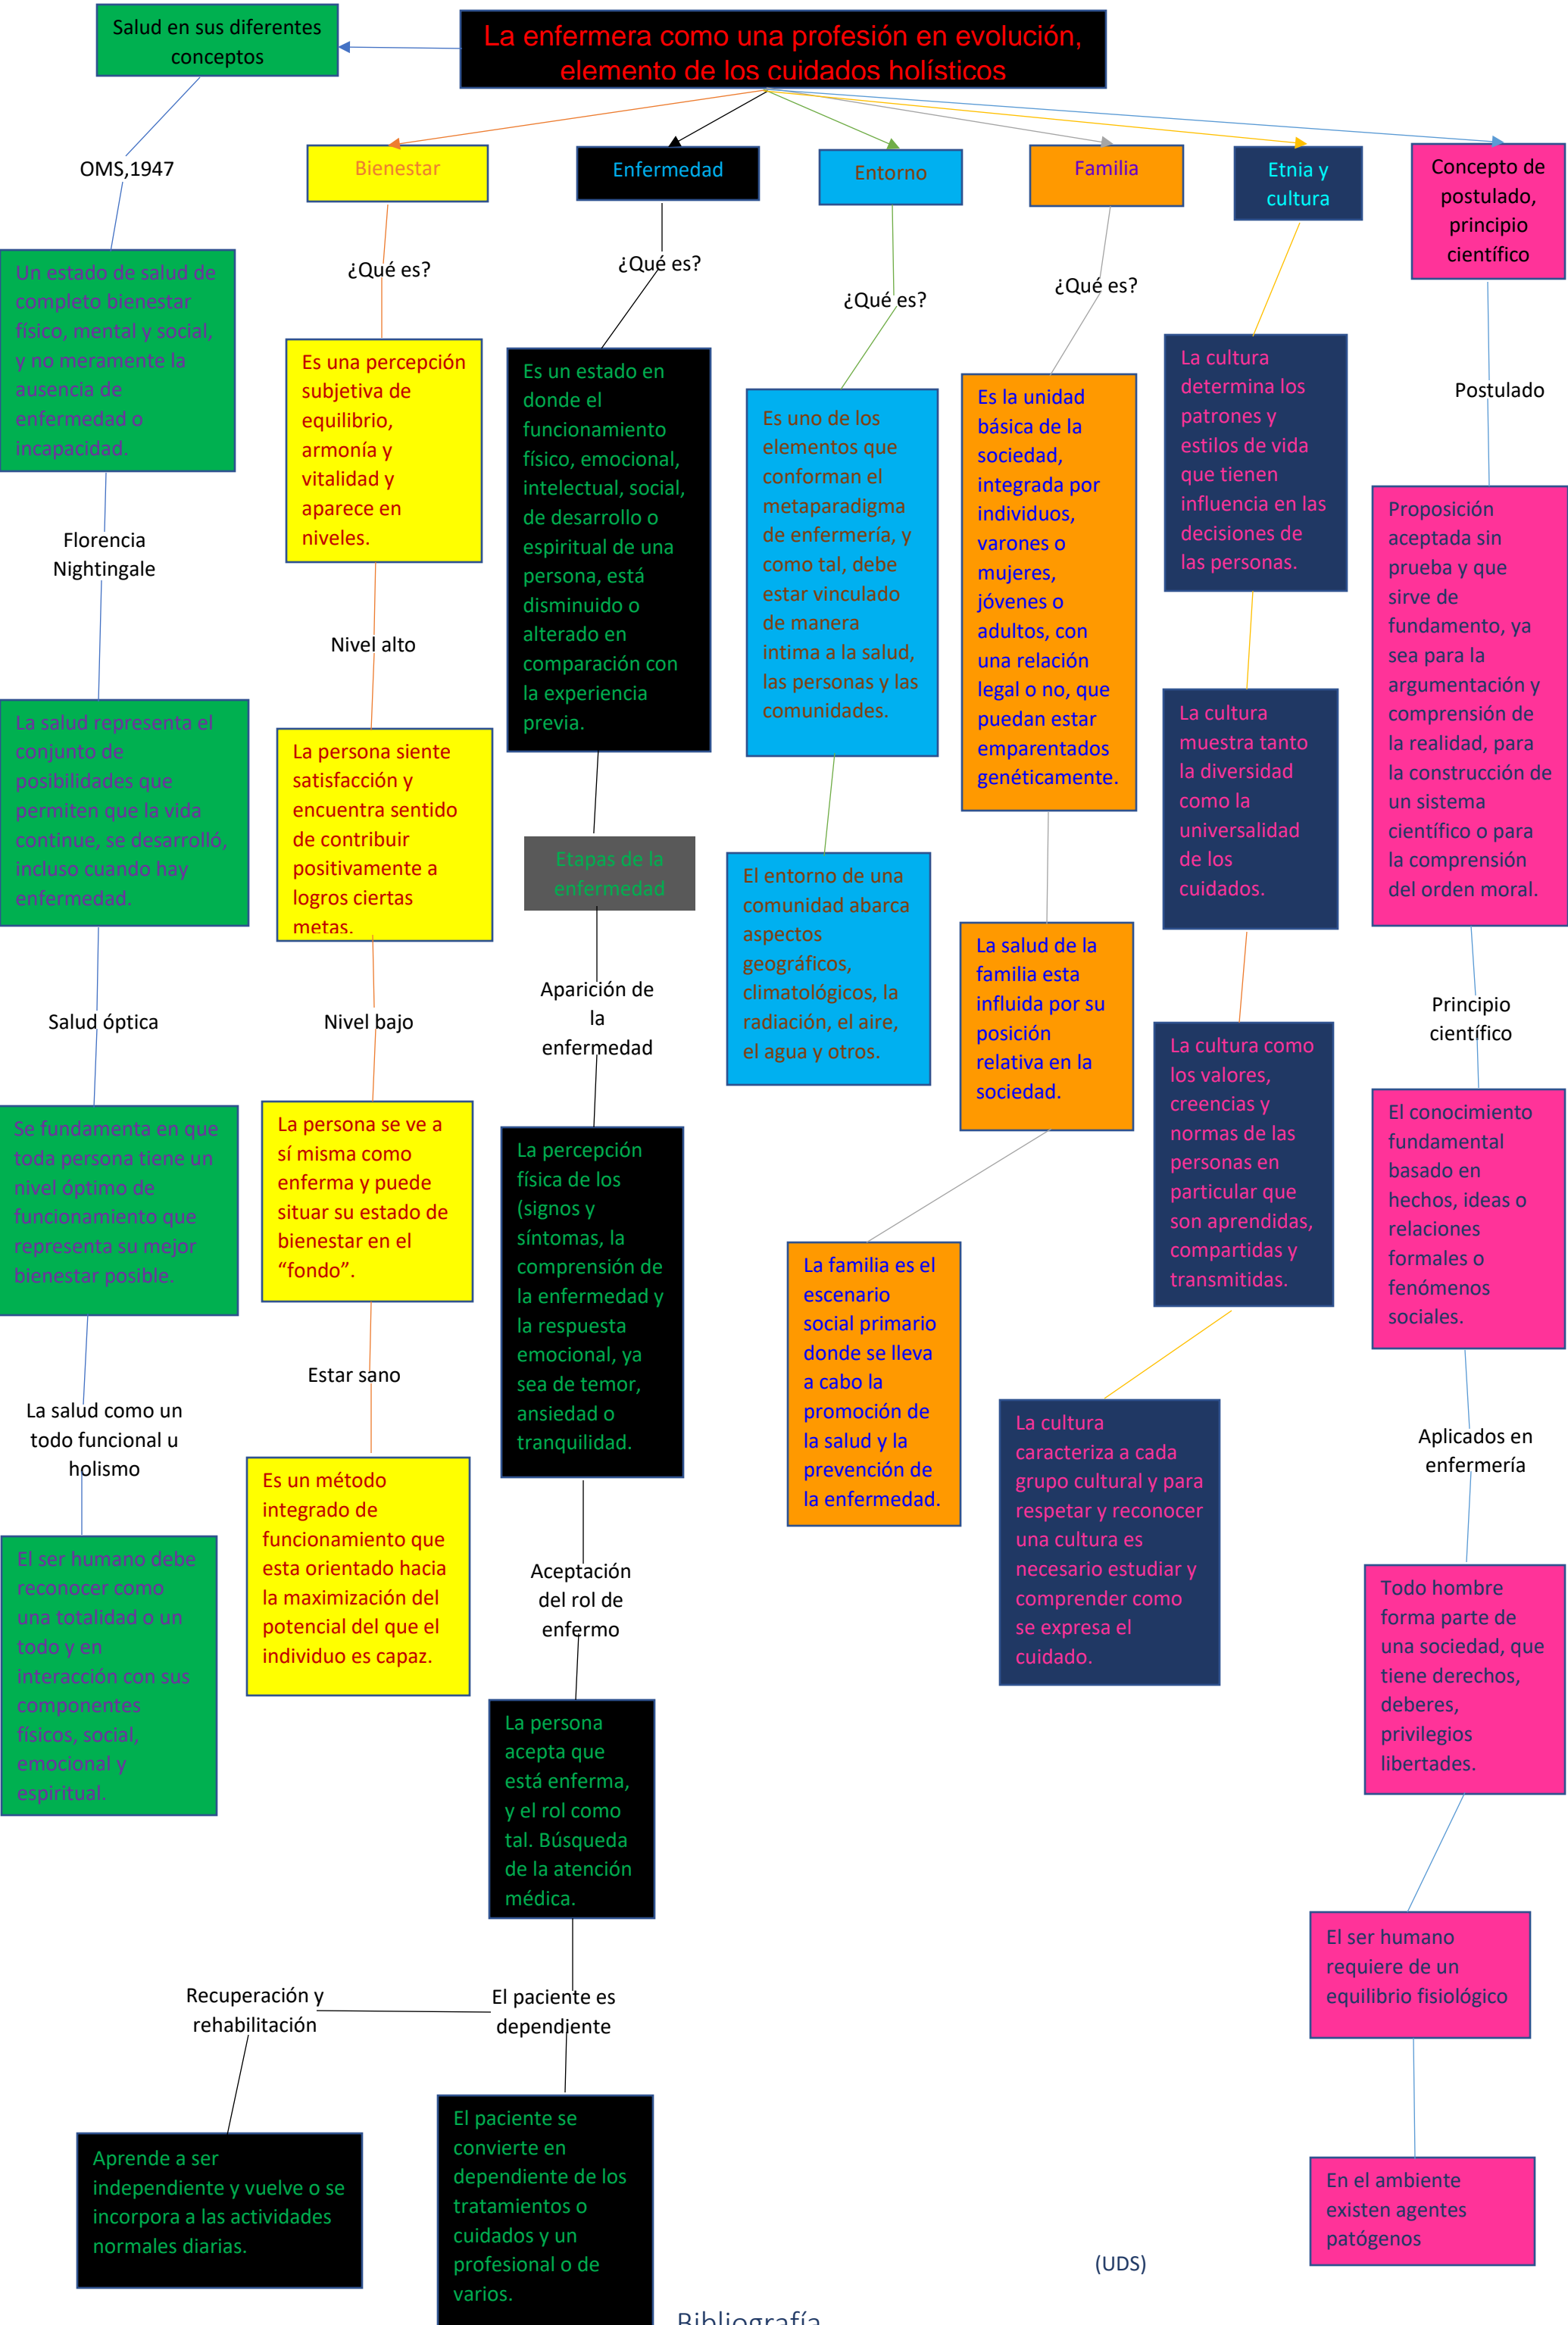 La enfermera como una profesión en evolución,
elemento de los cuidados holísticos
Salud en sus diferentes
conceptos
OMS,1947
Un estado de salud de
completo bienestar
físico, mental y social,
y no meramente la
ausencia de
enfermedad o
incapacidad.
Florencia
Nightingale
La salud representa el
conjunto de
posibilidades que
permiten que la vida
continue, se desarrolló,
incluso cuando hay
enfermedad.
Salud óptica
Se fundamenta en que
toda persona tiene un
nivel óptimo de
funcionamiento que
representa su mejor
bienestar posible.
La salud como un
todo funcional u
holismo
El ser humano debe
reconocer como
una totalidad o un
todo y en
interacción con sus
componentes
físicos, social,
emocional y
espiritual.
Bienestar
¿Qué es?
Es una percepción
subjetiva de
equilibrio,
armonía y
vitalidad y
aparece en
niveles.
Nivel alto
La persona siente
satisfacción y
encuentra sentido
de contribuir
positivamente a
logros ciertas
metas.
Nivel bajo
La persona se ve a
sí misma como
enferma y puede
situar su estado de
bienestar en el
“fondo”.
Estar sano
Es un método
integrado de
funcionamiento que
esta orientado hacia
la maximización del
potencial del que el
individuo es capaz.
Enfermedad
¿Qué es?
Es un estado en
donde el
funcionamiento
físico, emocional,
intelectual, social,
de desarrollo o
espiritual de una
persona, está
disminuido o
alterado en
comparación con
la experiencia
previa.
Etapas de la
enfermedad
Aparición de
la
enfermedad
La percepción
física de los
(signos y
síntomas, la
comprensión de
la enfermedad y
la respuesta
emocional, ya
sea de temor,
ansiedad o
tranquilidad.
Aceptación
del rol de
enfermo
La persona
acepta que
está enferma,
y el rol como
tal. Búsqueda
de la atención
médica.
El paciente es
dependiente
El paciente se
convierte en
dependiente de los
tratamientos o
cuidados y un
profesional o de
varios.
Recuperación y
rehabilitación
Aprende a ser
independiente y vuelve o se
incorpora a las actividades
normales diarias.
Entorno
¿Qué es?
Es uno de los
elementos que
conforman el
metaparadigma
de enfermería, y
como tal, debe
estar vinculado
de manera
intima a la salud,
las personas y las
comunidades.
El entorno de una
comunidad abarca
aspectos
geográficos,
climatológicos, la
radiación, el aire,
el agua y otros.
Familia
¿Qué es?
Es la unidad
básica de la
sociedad,
integrada por
individuos,
varones o
mujeres,
jóvenes o
adultos, con
una relación
legal o no, que
puedan estar
emparentados
genéticamente.
La salud de la
familia esta
influida por su
posición
relativa en la
sociedad.
La familia es el
escenario
social primario
donde se lleva
a cabo la
promoción de
la salud y la
prevención de
la enfermedad.
Etnia y
cultura
La cultura
determina los
patrones y
estilos de vida
que tienen
influencia en las
decisiones de
las personas.
La cultura
muestra tanto
la diversidad
como la
universalidad
de los
cuidados.
La cultura como
los valores,
creencias y
normas de las
personas en
particular que
son aprendidas,
compartidas y
transmitidas.
La cultura
caracteriza a cada
grupo cultural y para
respetar y reconocer
una cultura es
necesario estudiar y
comprender como
se expresa el
cuidado.
Concepto de
postulado,
principio
científico
Postulado
Proposición
aceptada sin
prueba y que
sirve de
fundamento, ya
sea para la
argumentación y
comprensión de
la realidad, para
la construcción de
un sistema
científico o para
la comprensión
del orden moral.
Principio
científico
El conocimiento
fundamental
basado en
hechos, ideas o
relaciones
formales o
fenómenos
sociales.
Aplicados en
enfermería
Todo hombre
forma parte de
una sociedad, que
tiene derechos,
deberes,
privilegios
libertades.
El ser humano
requiere de un
equilibrio fisiológico
En el ambiente
existen agentes
patógenos
(UDS)
Bibliografía